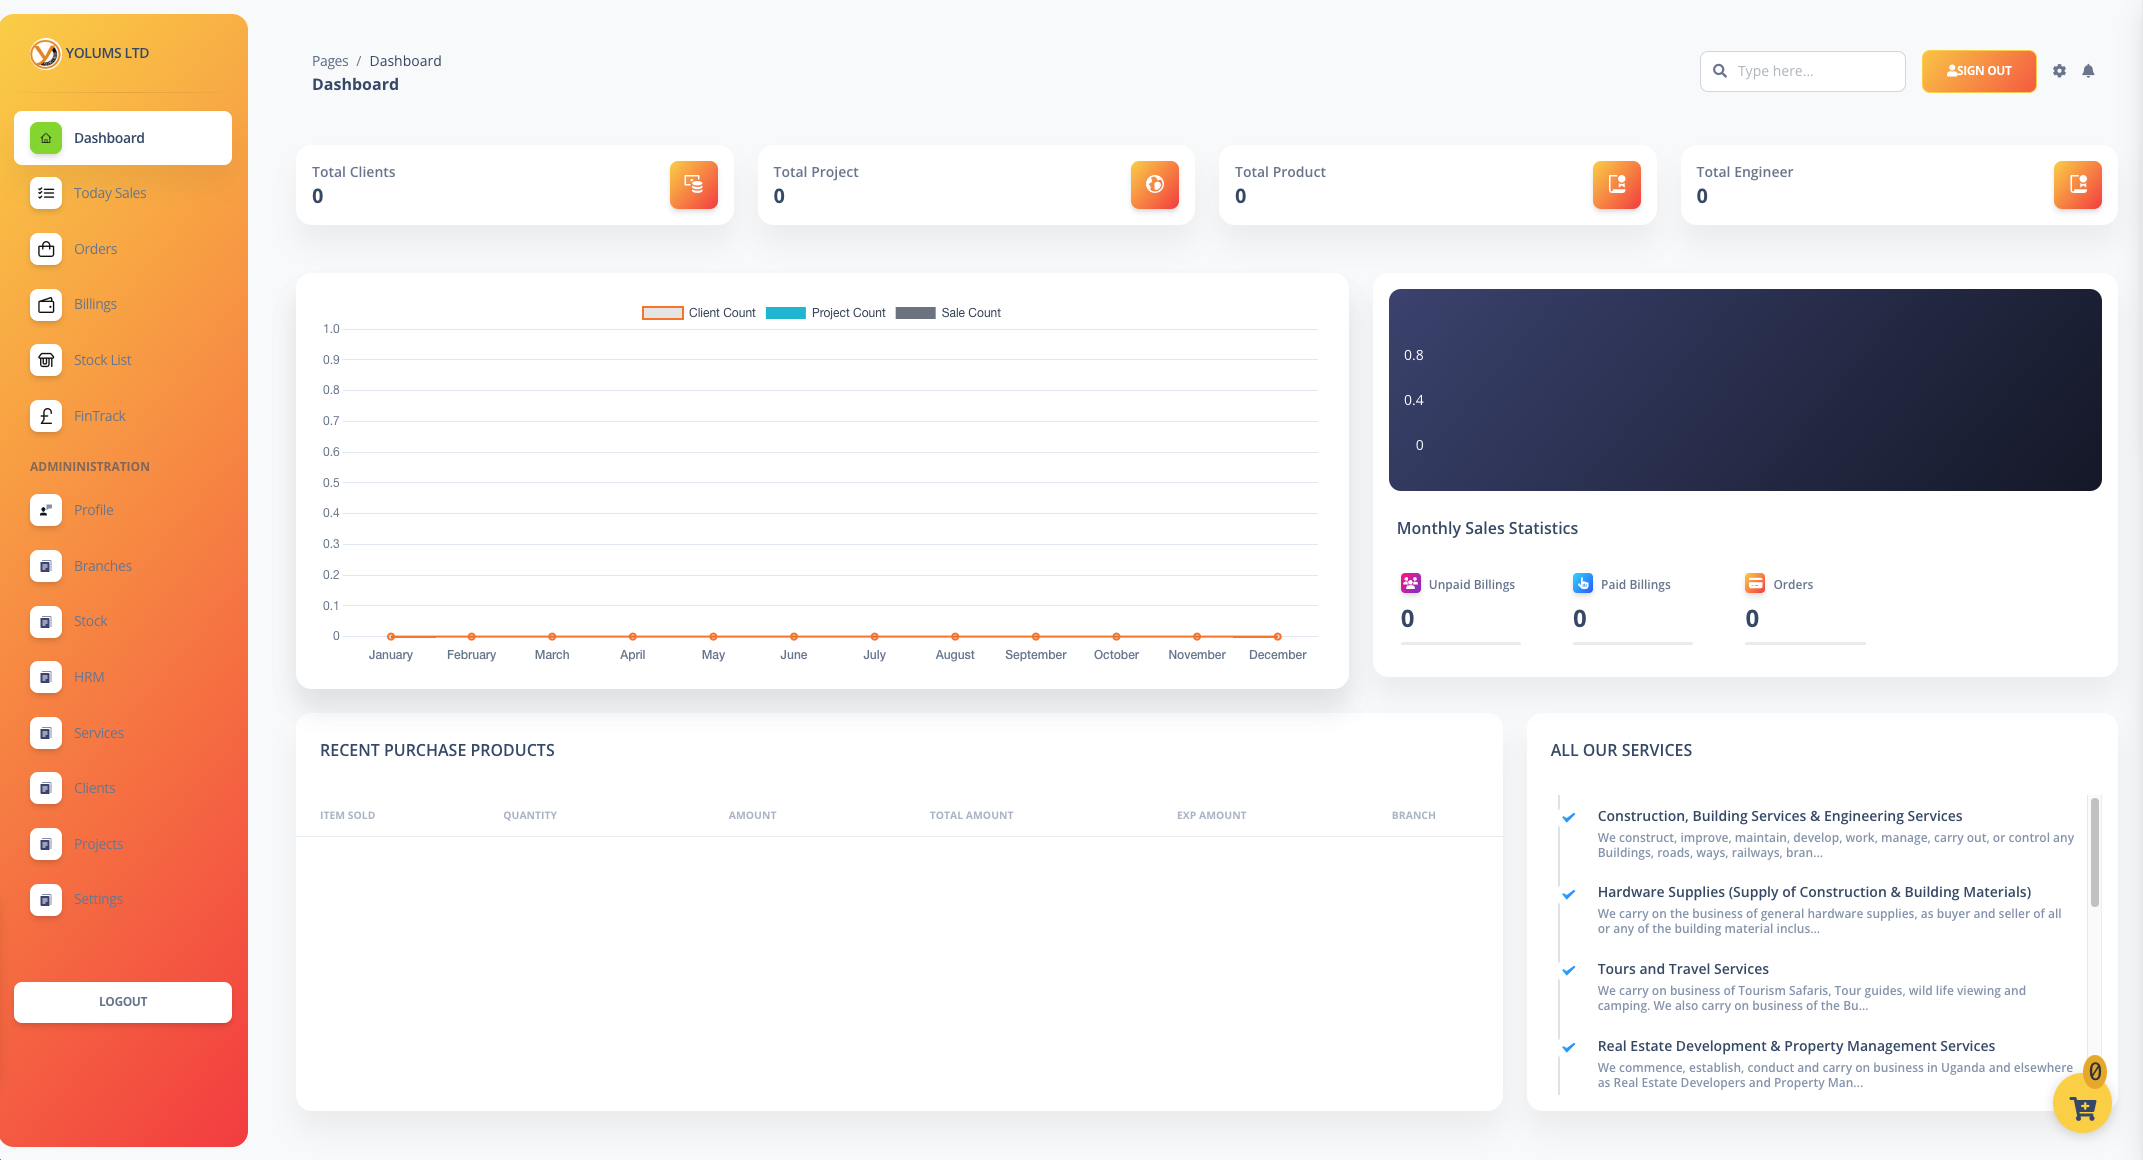 YOLUMS LTD
Dashboard
Today Sales
Orders
Billings
Stock List
FinTrack
ADMININISTRATION
Profile
Branches
Stock
HRM
Services
Clients
Projects
Settings
LOGOUT
Pages / Dashboard
Dashboard
Type here...
SIGN OUT
Total Clients
0
Total Project
0
Total Product
0
Total Engineer
0
Client Count Project Count Sale Count
1.0
0.9
0.8
0.7
0.6
0.5
0.4
0.3
0.2
0.1
0
January February March April May June July August September October November December
0.8
0.4
0
Monthly Sales Statistics
Unpaid Billings
0
Paid Billings
0
Orders
0
RECENT PURCHASE PRODUCTS
ITEM SOLD QUANTITY AMOUNT TOTAL AMOUNT EXP AMOUNT BRANCH
ALL OUR SERVICES
Construction, Building Services & Engineering Services
We construct, improve, maintain, develop, work, manage, carry out, or control any
Buildings, roads, ways, railways, bran...
Hardware Supplies (Supply of Construction & Building Materials)
We carry on the business of general hardware supplies, as buyer and seller of all
or any of the building material inclus...
Tours and Travel Services
We carry on business of Tourism Safaris, Tour guides, wild life viewing and
camping. We also carry on business of the Bu...
Real Estate Development & Property Management Services
We commence, establish, conduct and carry on business in Uganda and elsewhere
as Real Estate Developers and Property Man...
0